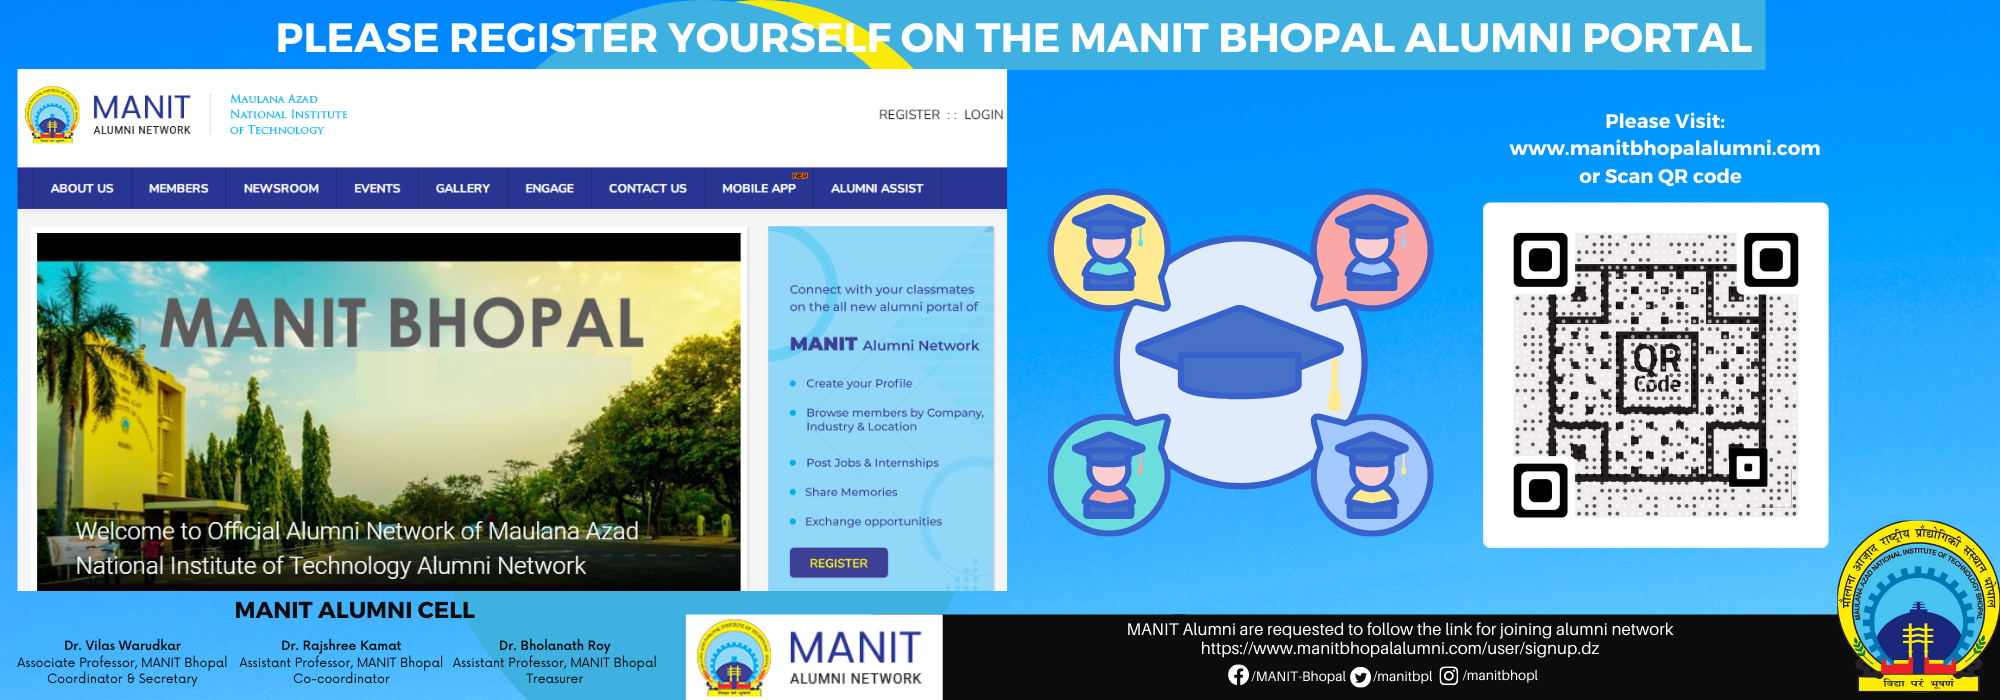 PLEASE REGISTER YOURSELF ON THE MANIT BHOPAL ALUMNI PORTAL
MANIT
ALUMNI NETWORK
MAULANA AZAD
NATIONAL INSTITUTE
OF TECHNOLOGY
REGISTER :: LOGIN
ABOUT US MEMBERS NEWSROOM EVENTS GALLERY ENGAGE CONTACT US MOBILE APP NEW ALUMNI ASSIST
MANIT BHOPAL
Welcome to Official Alumni Network of Maulana Azad
National Institute of Technology Alumni Network
Connect with your classmates
on the all new alumni portal of
MANIT Alumni Network
Create your Profile
Browse members by Company,
Industry & Location
Post Jobs & Internships
Share Memories
Exchange opportunities
REGISTER
Please Visit:
www.manitbhopalalumni.com
or Scan QR code
QR
Code
MANIT ALUMNI CELL
Dr. Vilas Warudkar
Associate Professor, MANIT Bhopal
Coordinator & Secretary
Dr. Rajshree Kamat
Assistant Professor, MANIT Bhopal
Co-coordinator
Dr. Bholanath Roy
Assistant Professor, MANIT Bhopal
Treasurer
MANIT
ALUMNI NETWORK
MANIT Alumni are requested to follow the link for joining alumni network
https://www.manitbhopalalumni.com/user/signup.dz
/MANIT-Bhopal /manitbpl /manitbhopl
मौलाना आज़ाद राष्ट्रीय प्रौद्योगिकी संस्थान भोपाल
MAULANA AZAD NATIONAL INSTITUTE OF TECHNOLOGY BHOPAL
विद्या परं भूषणं